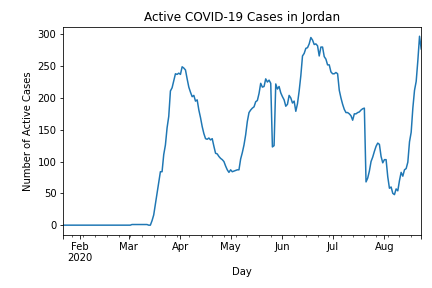 Active COVID-19 Cases in Jordan
300
250
200
150
100
50
0
Number of Active Cases
Feb
2020
Mar
Apr
May
Jun
Jul
Aug
Day